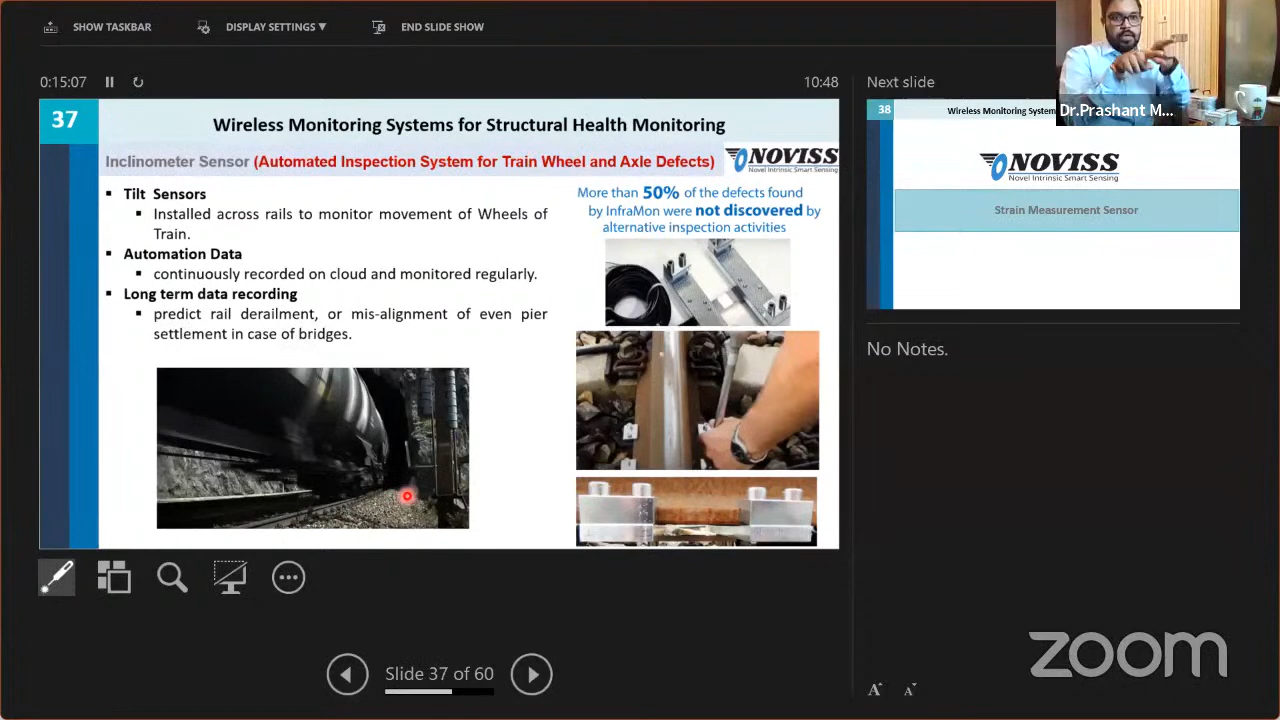 SHOW TASKBAR
DISPLAY SETTINGS ▼
END SLIDE SHOW
0:15:07
10:48
Next slide
Dr.Prashant M...
37
Wireless Monitoring Systems for Structural Health Monitoring
Inclinometer Sensor (Automated Inspection System for Train Wheel and Axle Defects)
NOVISS
Novel Intrinsic Smart Sensing
▪ Tilt Sensors
▪ Installed across rails to monitor movement of Wheels of
Train.
▪ Automation Data
▪ continuously recorded on cloud and monitored regularly.
▪ Long term data recording
▪ predict rail derailment, or mis-alignment of even pier
settlement in case of bridges.
More than 50% of the defects found
by InfraMon were not discovered by
alternative inspection activities
38
Wireless Monitoring System
NOVISS
Novel Intrinsic Smart Sensing
Strain Measurement Sensor
No Notes.
Slide 37 of 60
A A
zoom